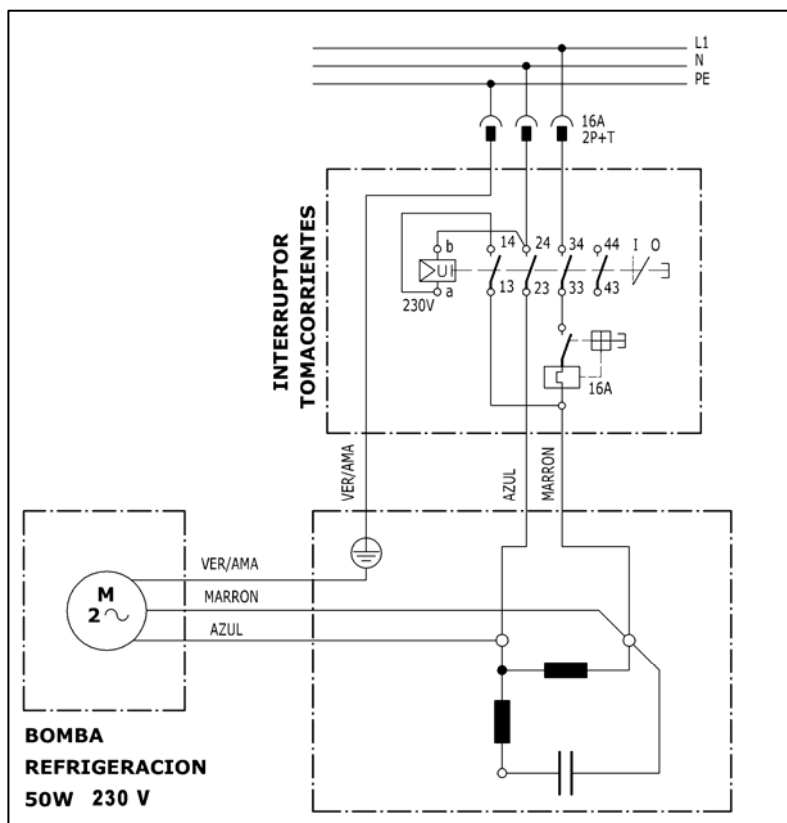 L1
N
PE
16A
2P+T
INTERRUPTOR
TOMACORRIENTES
b
14
24
34
44
I O
U
a
13
23
33
43
230V
16A
VER/AMA
AZUL
MARRON
VER/AMA
M
2
MARRON
AZUL
BOMBA
REFRIGERACION
50W 230 V